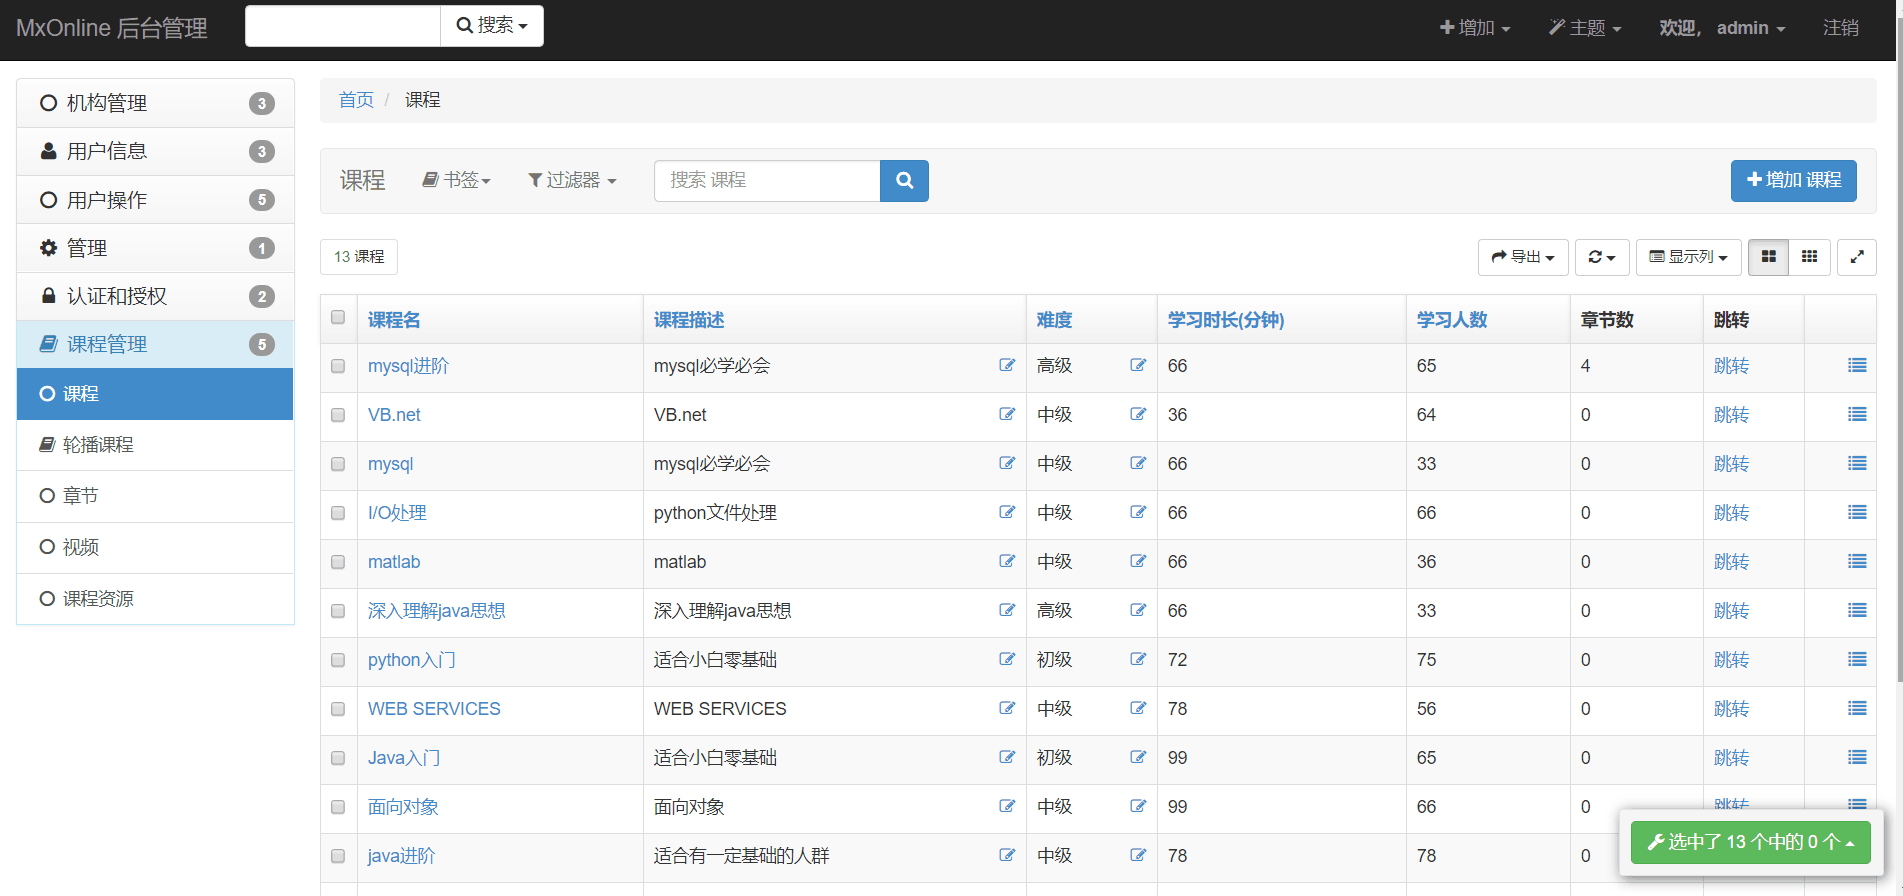 MxOnline 后台管理 搜索 增加 主题 欢迎， admin 注销
机构管理 3
用户信息 3
用户操作 5
管理 1
认证和授权 2
课程管理 5
课程
轮播课程
章节
视频
课程资源
首页 / 课程
课程 书签 过滤器 搜索 课程 增加 课程
13 课程 导出 显示列
课程名 课程描述 难度 学习时长(分钟) 学习人数 章节数 跳转
mysql进阶 mysql必学必会 高级 66 65 4 跳转
VB.net VB.net 中级 36 64 0 跳转
mysql mysql必学必会 中级 66 33 0 跳转
I/O处理 python文件处理 中级 66 66 0 跳转
matlab matlab 中级 66 36 0 跳转
深入理解java思想 深入理解java思想 高级 66 33 0 跳转
python入门 适合小白零基础 初级 72 75 0 跳转
WEB SERVICES WEB SERVICES 中级 78 56 0 跳转
Java入门 适合小白零基础 初级 99 65 0 跳转
面向对象 面向对象 中级 99 66 0 跳转
java进阶 适合有一定基础的人群 中级 78 78 0
选中了 13 个中的 0 个